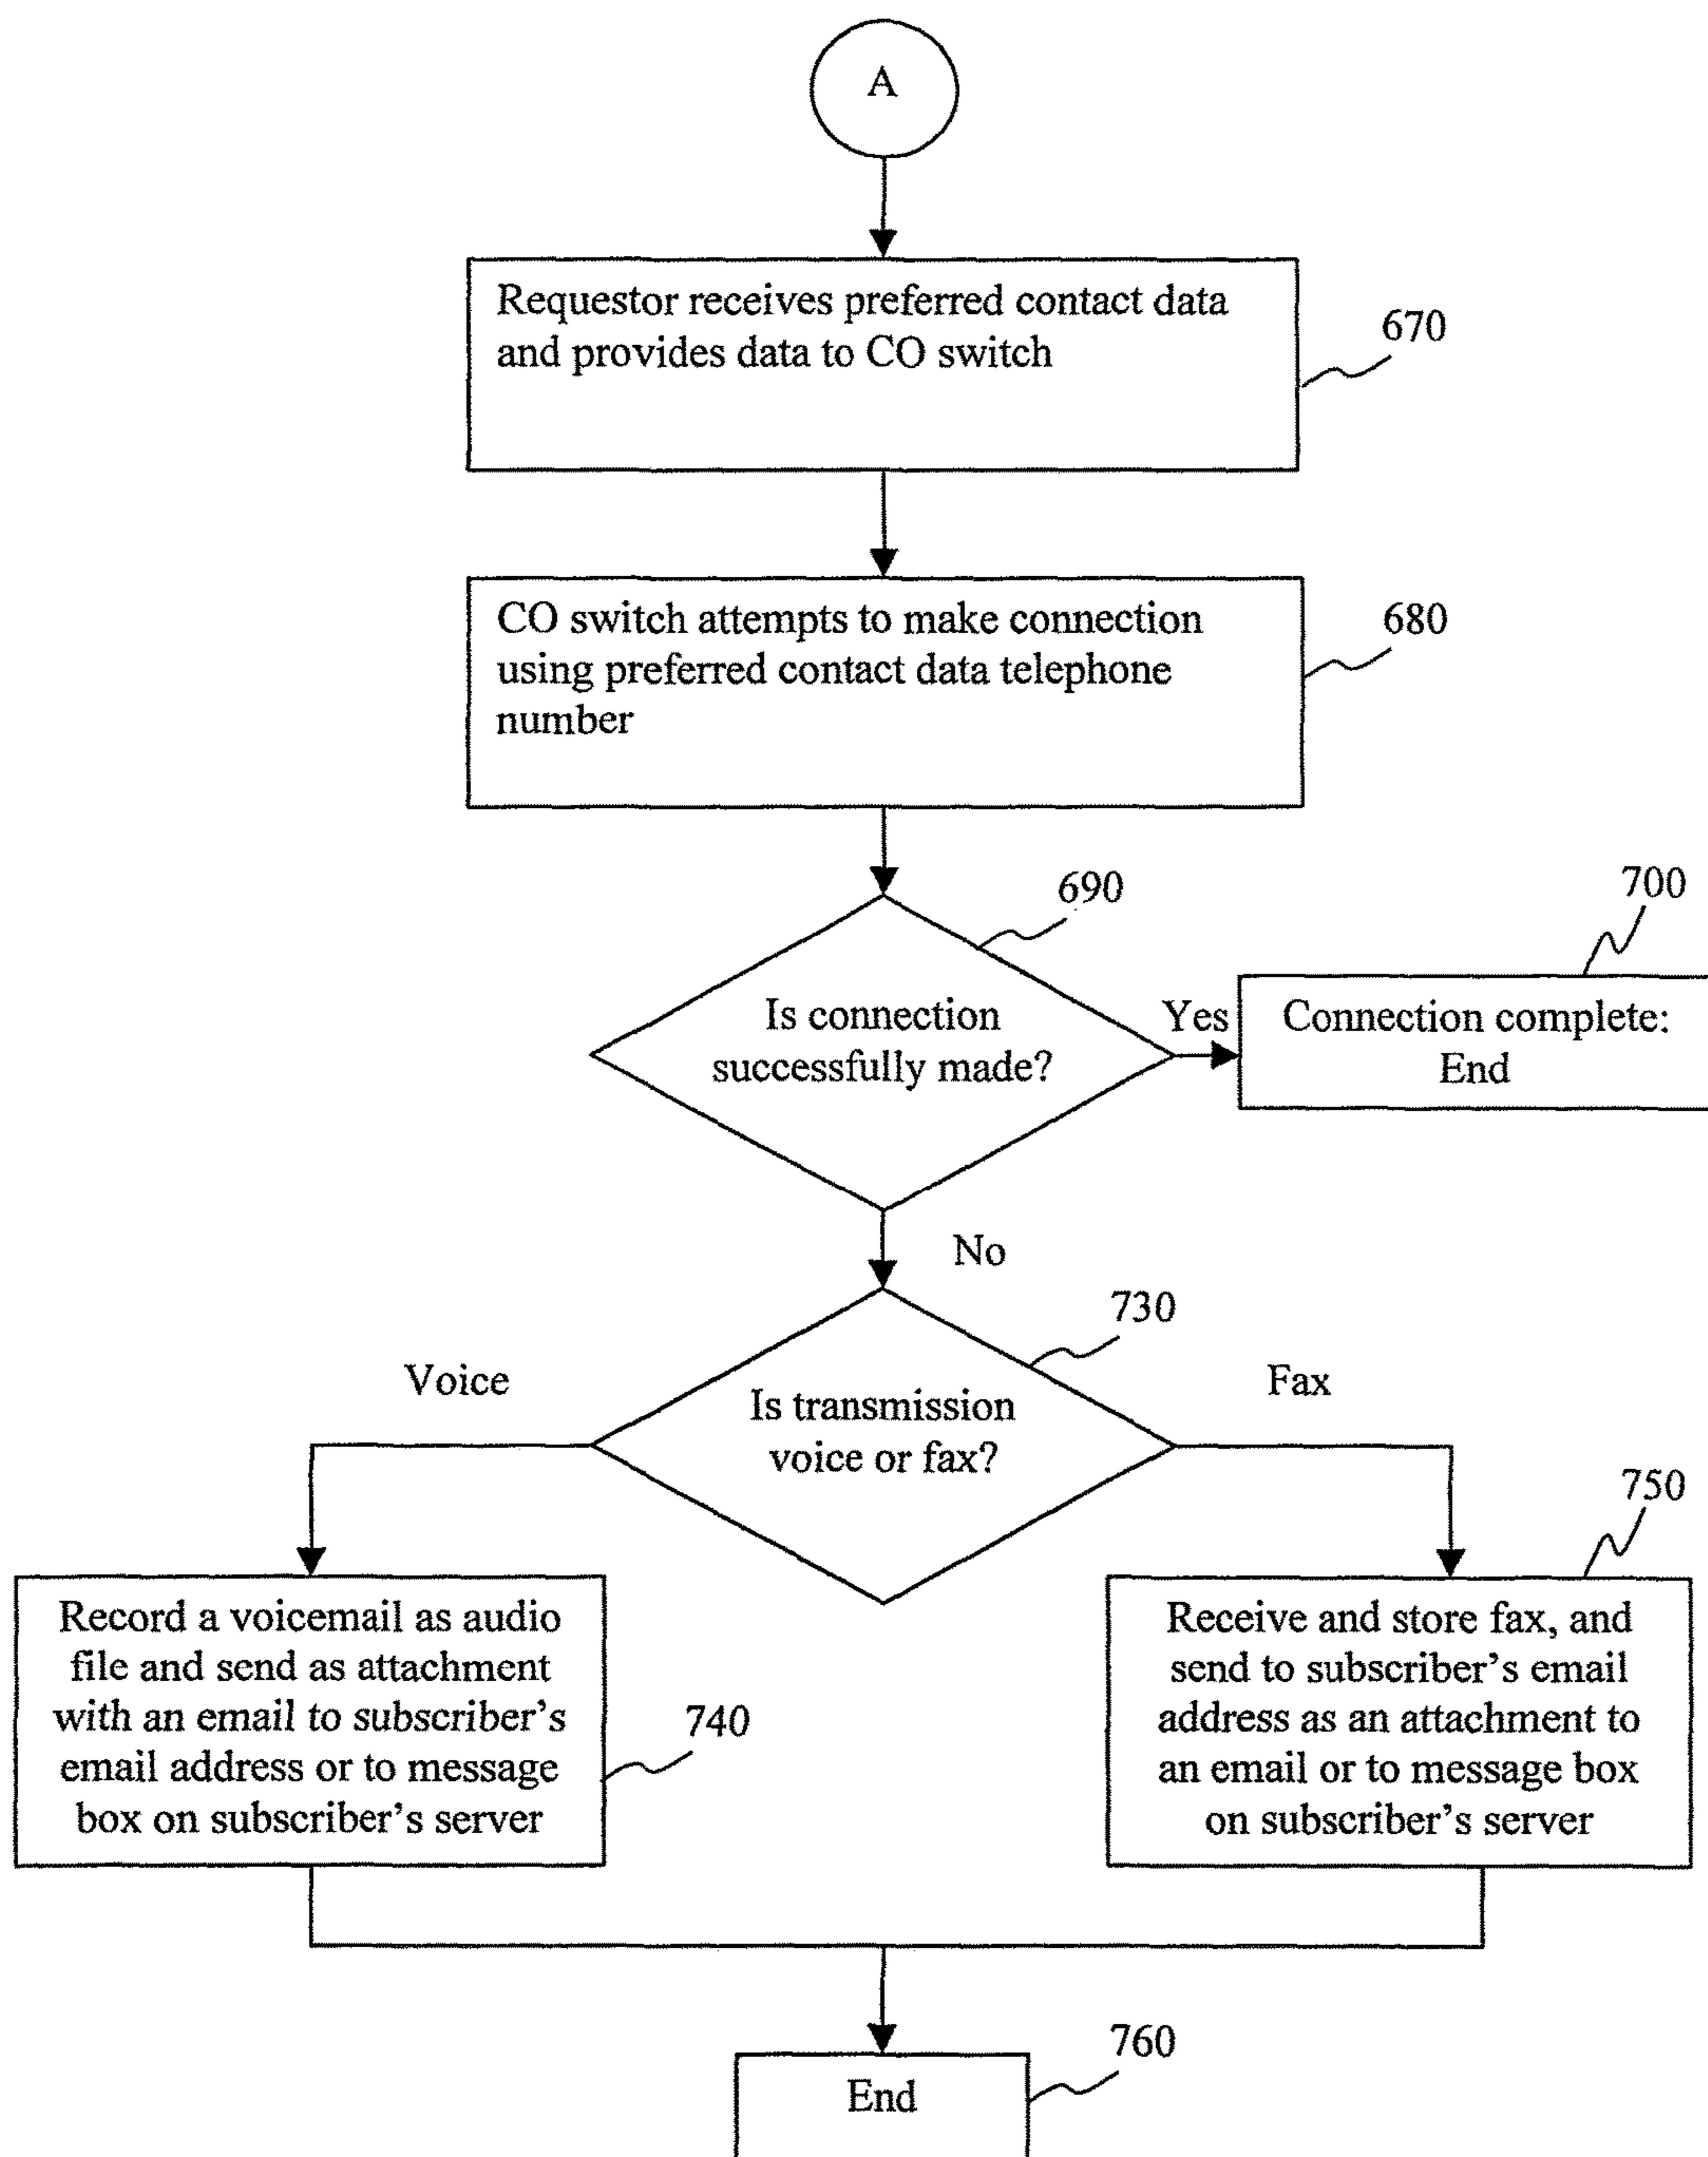 A
Requestor receives preferred contact data
and provides data to CO switch
670
CO switch attempts to make connection
using preferred contact data telephone
number
680
690
700
Is connection
successfully made?
Yes
Connection complete:
End
No
730
Voice
Is transmission
voice or fax?
Fax
750
Record a voicemail as audio
file and send as attachment
with an email to subscriber's
email address or to message
box on subscriber's server
740
Receive and store fax, and
send to subscriber's email
address as an attachment to
an email or to message box
on subscriber's server
760
End